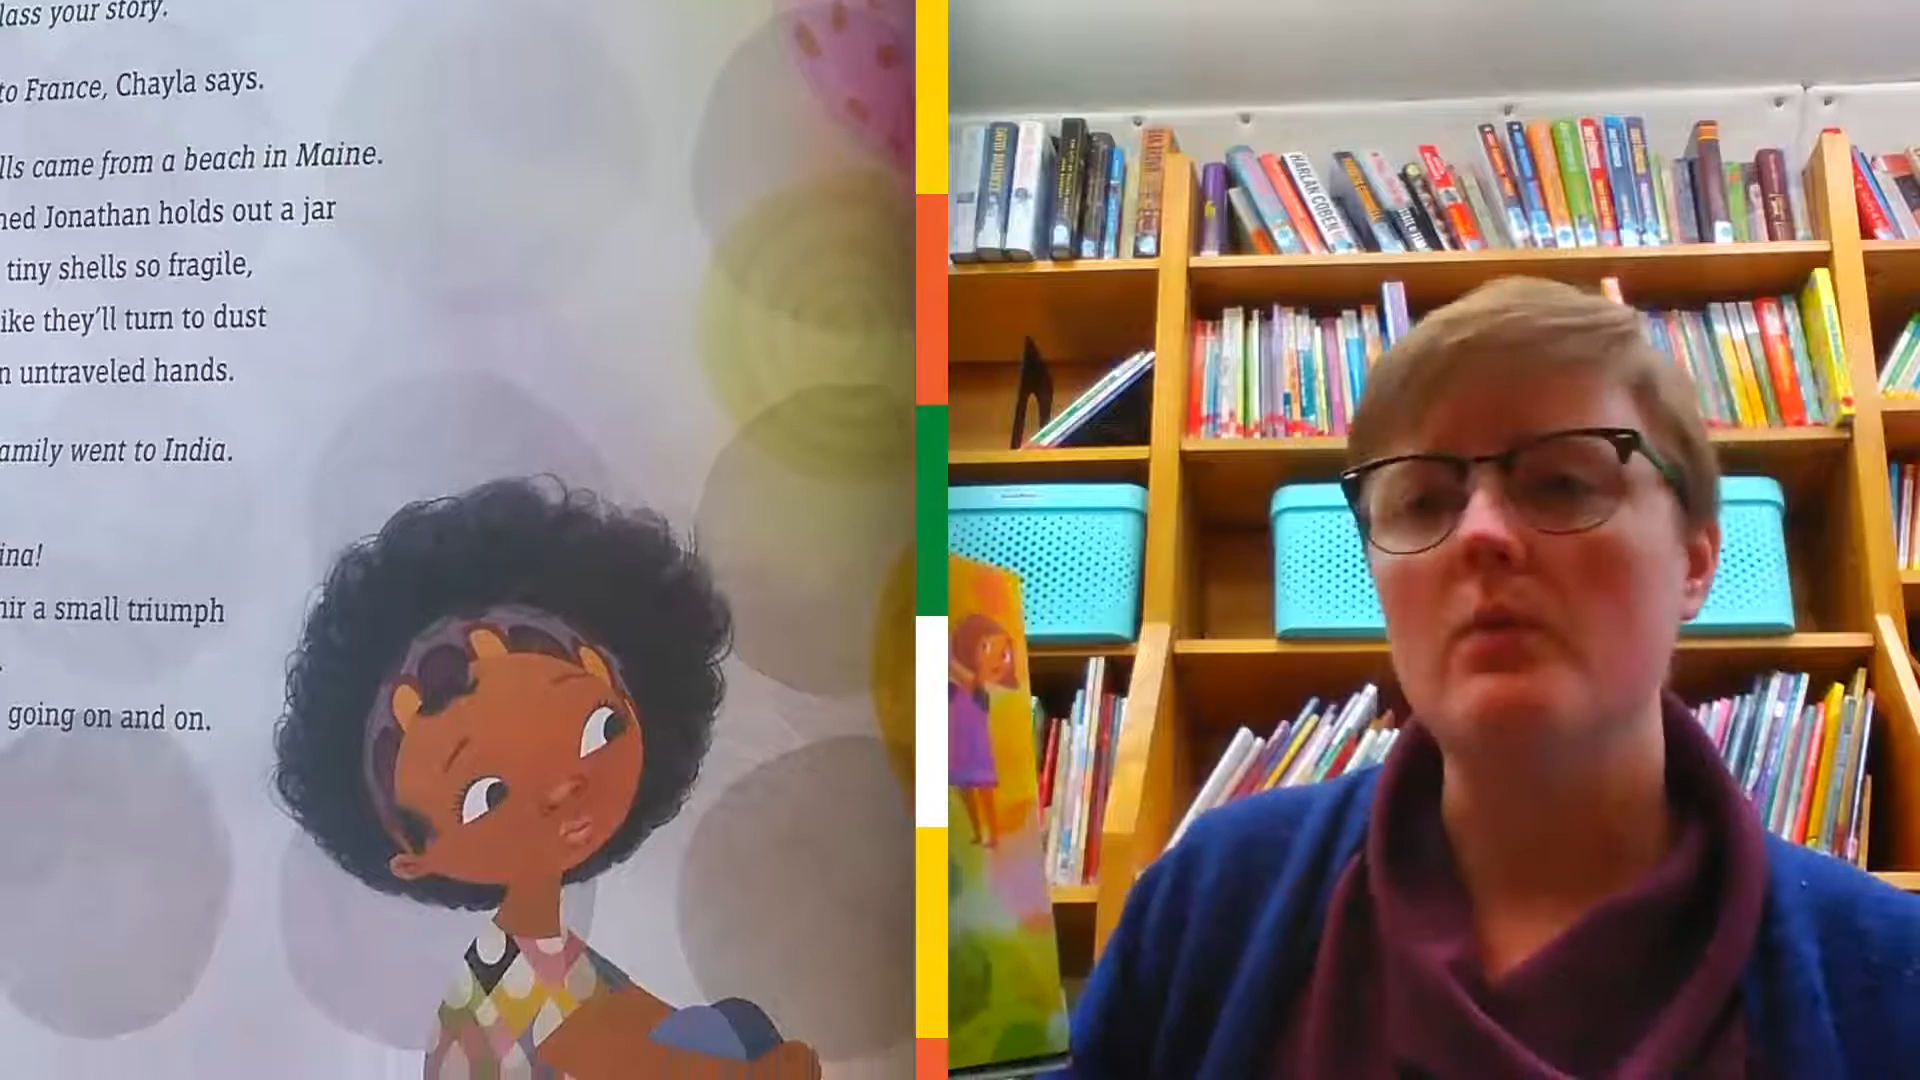 lass your story.
to France, Chayla says.
lls came from a beach in Maine.
ned Jonathan holds out a jar
tiny shells so fragile,
ike they'll turn to dust
n untraveled hands.
amily went to India.
ina!
nir a small triumph
going on and on.
HARLAN COBEN